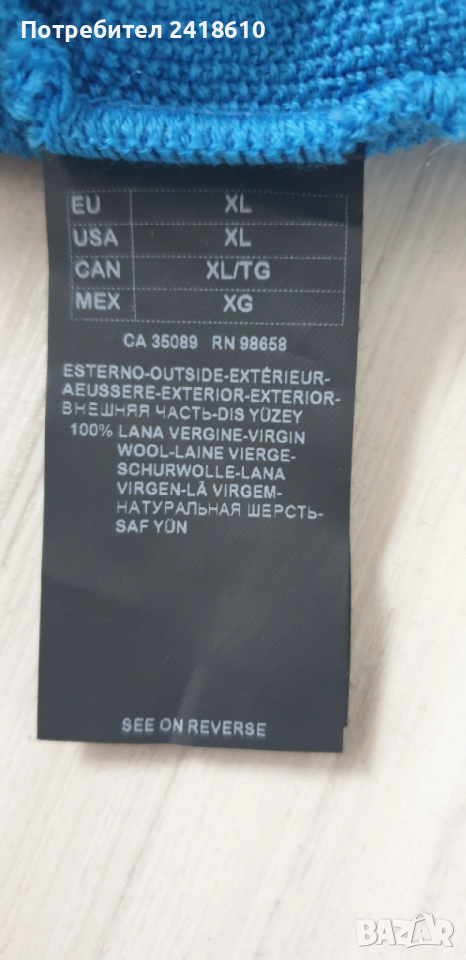 Потребител 2418610
EU XL
USA XL
CAN XL/TG
MEX XG
CA 35089 RN 98658
ESTERNO-OUTSIDE-EXTÉRIEUR-
AEUSSERE-EXTERIOR-EXTERIOR-
ВНЕШНЯЯ ЧАСТЬ-DIS YÜZEY
100% LANA VERGINE-VIRGIN
WOOL-LAINE VIERGE-
SCHURWOLLE-LANA
VIRGEN-LÃ VIRGEM-
НАТУРАЛЬНАЯ ШЕРСТЬ-
SAF YÜN
SEE ON REVERSE
BAZAR